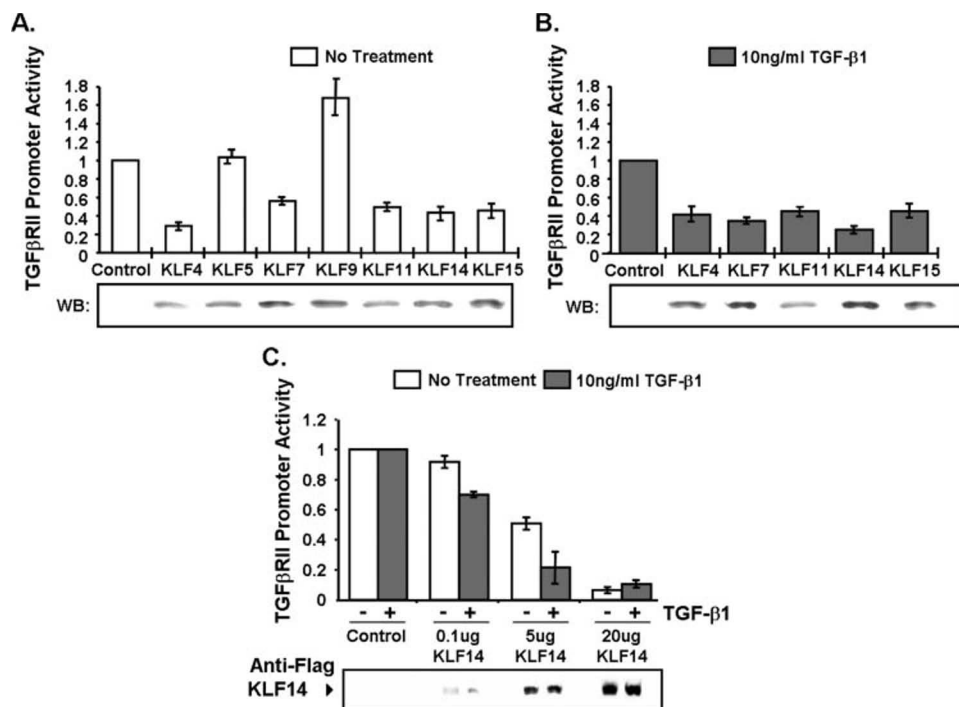 A.
No Treatment
TGFβRII Promoter Activity
1.8
1.6
1.4
1.2
1
0.8
0.6
0.4
0.2
0
Control KLF4 KLF5 KLF7 KLF9 KLF11 KLF14 KLF15
WB:
B.
10ng/ml TGF-β1
TGFβRII Promoter Activity
1.8
1.6
1.4
1.2
1
0.8
0.6
0.4
0.2
0
Control KLF4 KLF7 KLF11 KLF14 KLF15
WB:
C.
No Treatment 10ng/ml TGF-β1
TGFβRII Promoter Activity
1.2
1
0.8
0.6
0.4
0.2
0
- + - + - + - + TGF-β1
Control 0.1ug 5ug 20ug
KLF14 KLF14 KLF14
Anti-Flag
KLF14